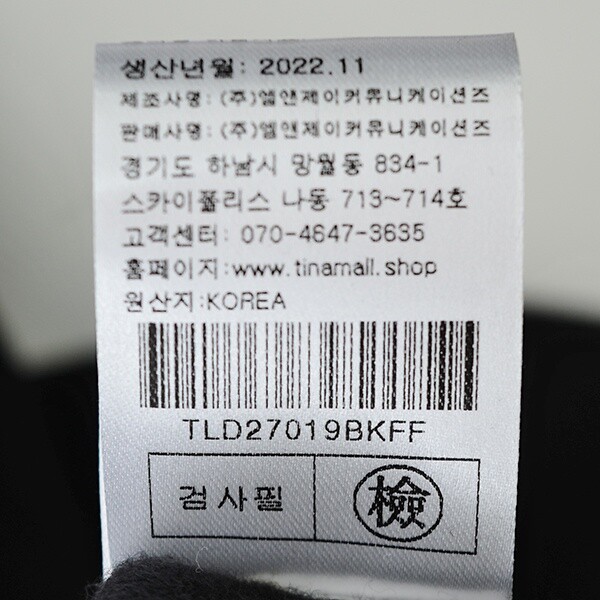 생산년월: 2022.11
제조사명: (주)엘앤제이커뮤니케이션즈
판매사명: (주)엘앤제이커뮤니케이션즈
경기도 하남시 망월동 834-1
스카이폴리스 나동 713~714호
고객센터: 070-4647-3635
홈페이지:www.tinamall.shop
원산지:KOREA
TLD27019BKFF
검사필 檢